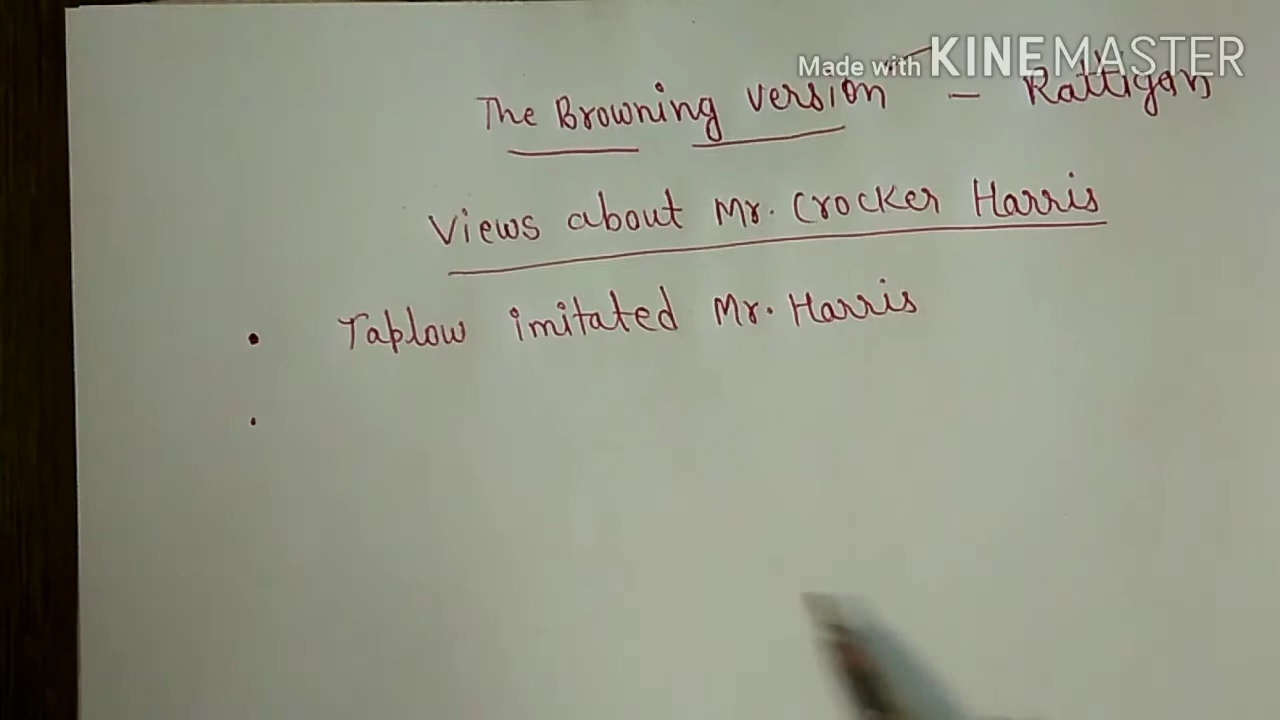 Made with KINEMASTER
The Browning version - Rattigan
Views about Mr. Crocker Harris
• Taplow imitated Mr. Harris
•